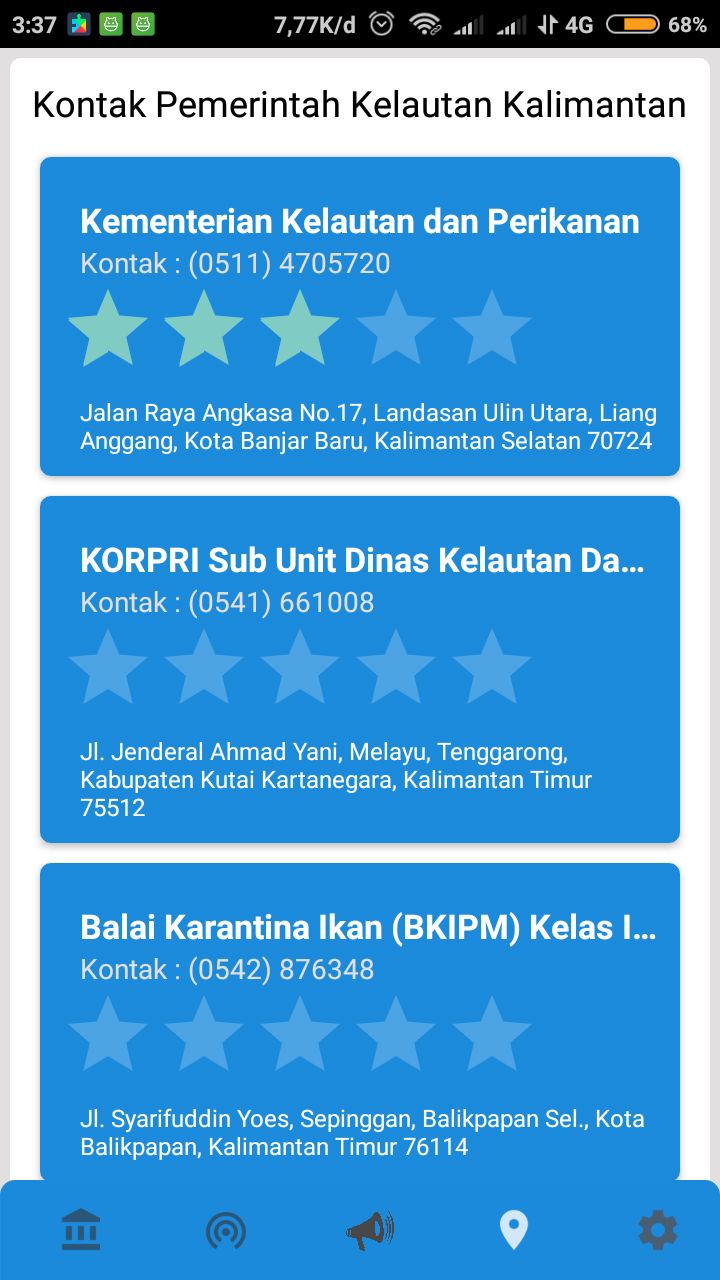 3:37 7,77K/d 4G 68%
Kontak Pemerintah Kelautan Kalimantan
Kementerian Kelautan dan Perikanan
Kontak : (0511) 4705720
Jalan Raya Angkasa No.17, Landasan Ulin Utara, Liang
Anggang, Kota Banjar Baru, Kalimantan Selatan 70724
KORPRI Sub Unit Dinas Kelautan Da...
Kontak : (0541) 661008
Jl. Jenderal Ahmad Yani, Melayu, Tenggarong,
Kabupaten Kutai Kartanegara, Kalimantan Timur
75512
Balai Karantina Ikan (BKIPM) Kelas I...
Kontak : (0542) 876348
Jl. Syarifuddin Yoes, Sepinggan, Balikpapan Sel., Kota
Balikpapan, Kalimantan Timur 76114